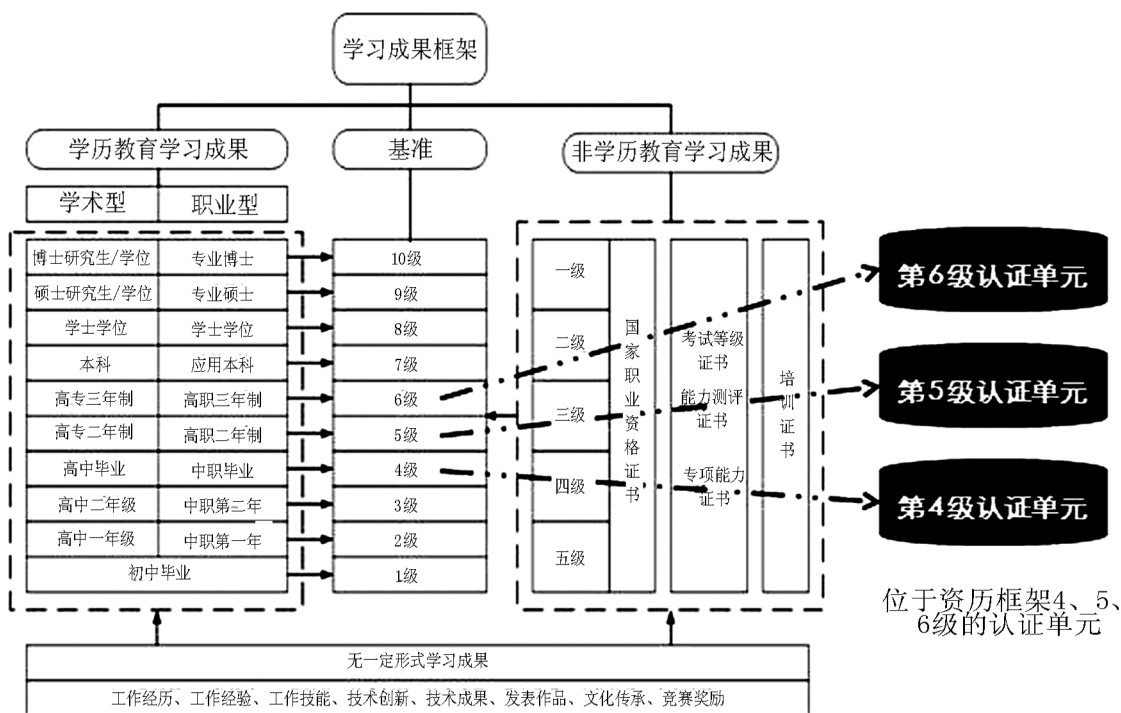 学习成果框架
学历教育学习成果
基准
非学历教育学习成果
学术型
职业型
博士研究生/学位
专业博士
10级
硕士研究生/学位
专业硕士
9级
学士学位
学士学位
8级
本科
应用本科
7级
高专三年制
高职三年制
6级
高专二年制
高职二年制
5级
高中毕业
中职毕业
4级
高中二年级
中职第三年
3级
高中一年级
中职第一年
2级
初中毕业
1级
一级
二级
三级
四级
五级
国家职业资格证书
考试等级
证书
能力测评
证书
专项能力
证书
培训证书
第6级认证单元
第5级认证单元
第4级认证单元
位于资历框架4、5、
6级的认证单元
无一定形式学习成果
工作经历、工作经验、工作技能、技术创新、技术成果、发表作品、文化传承、竞赛奖励